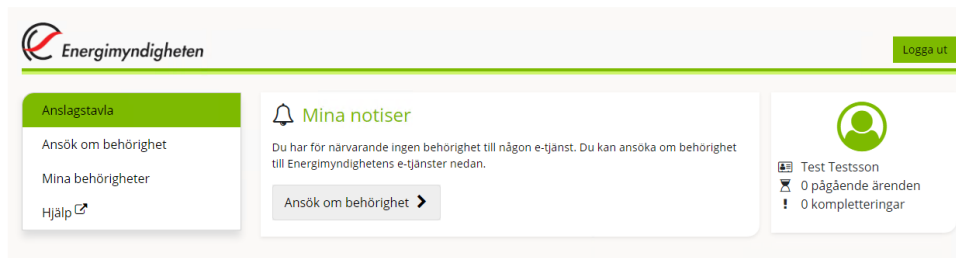 Energimyndigheten
Logga ut
Anslagstavla
Ansök om behörighet
Mina behörigheter
Hjälp
Mina notiser
Du har för närvarande ingen behörighet till någon e-tjänst. Du kan ansöka om behörighet
till Energimyndighetens e-tjänster nedan.
Ansök om behörighet
Test Testsson
0 pågående ärenden
0 kompletteringar